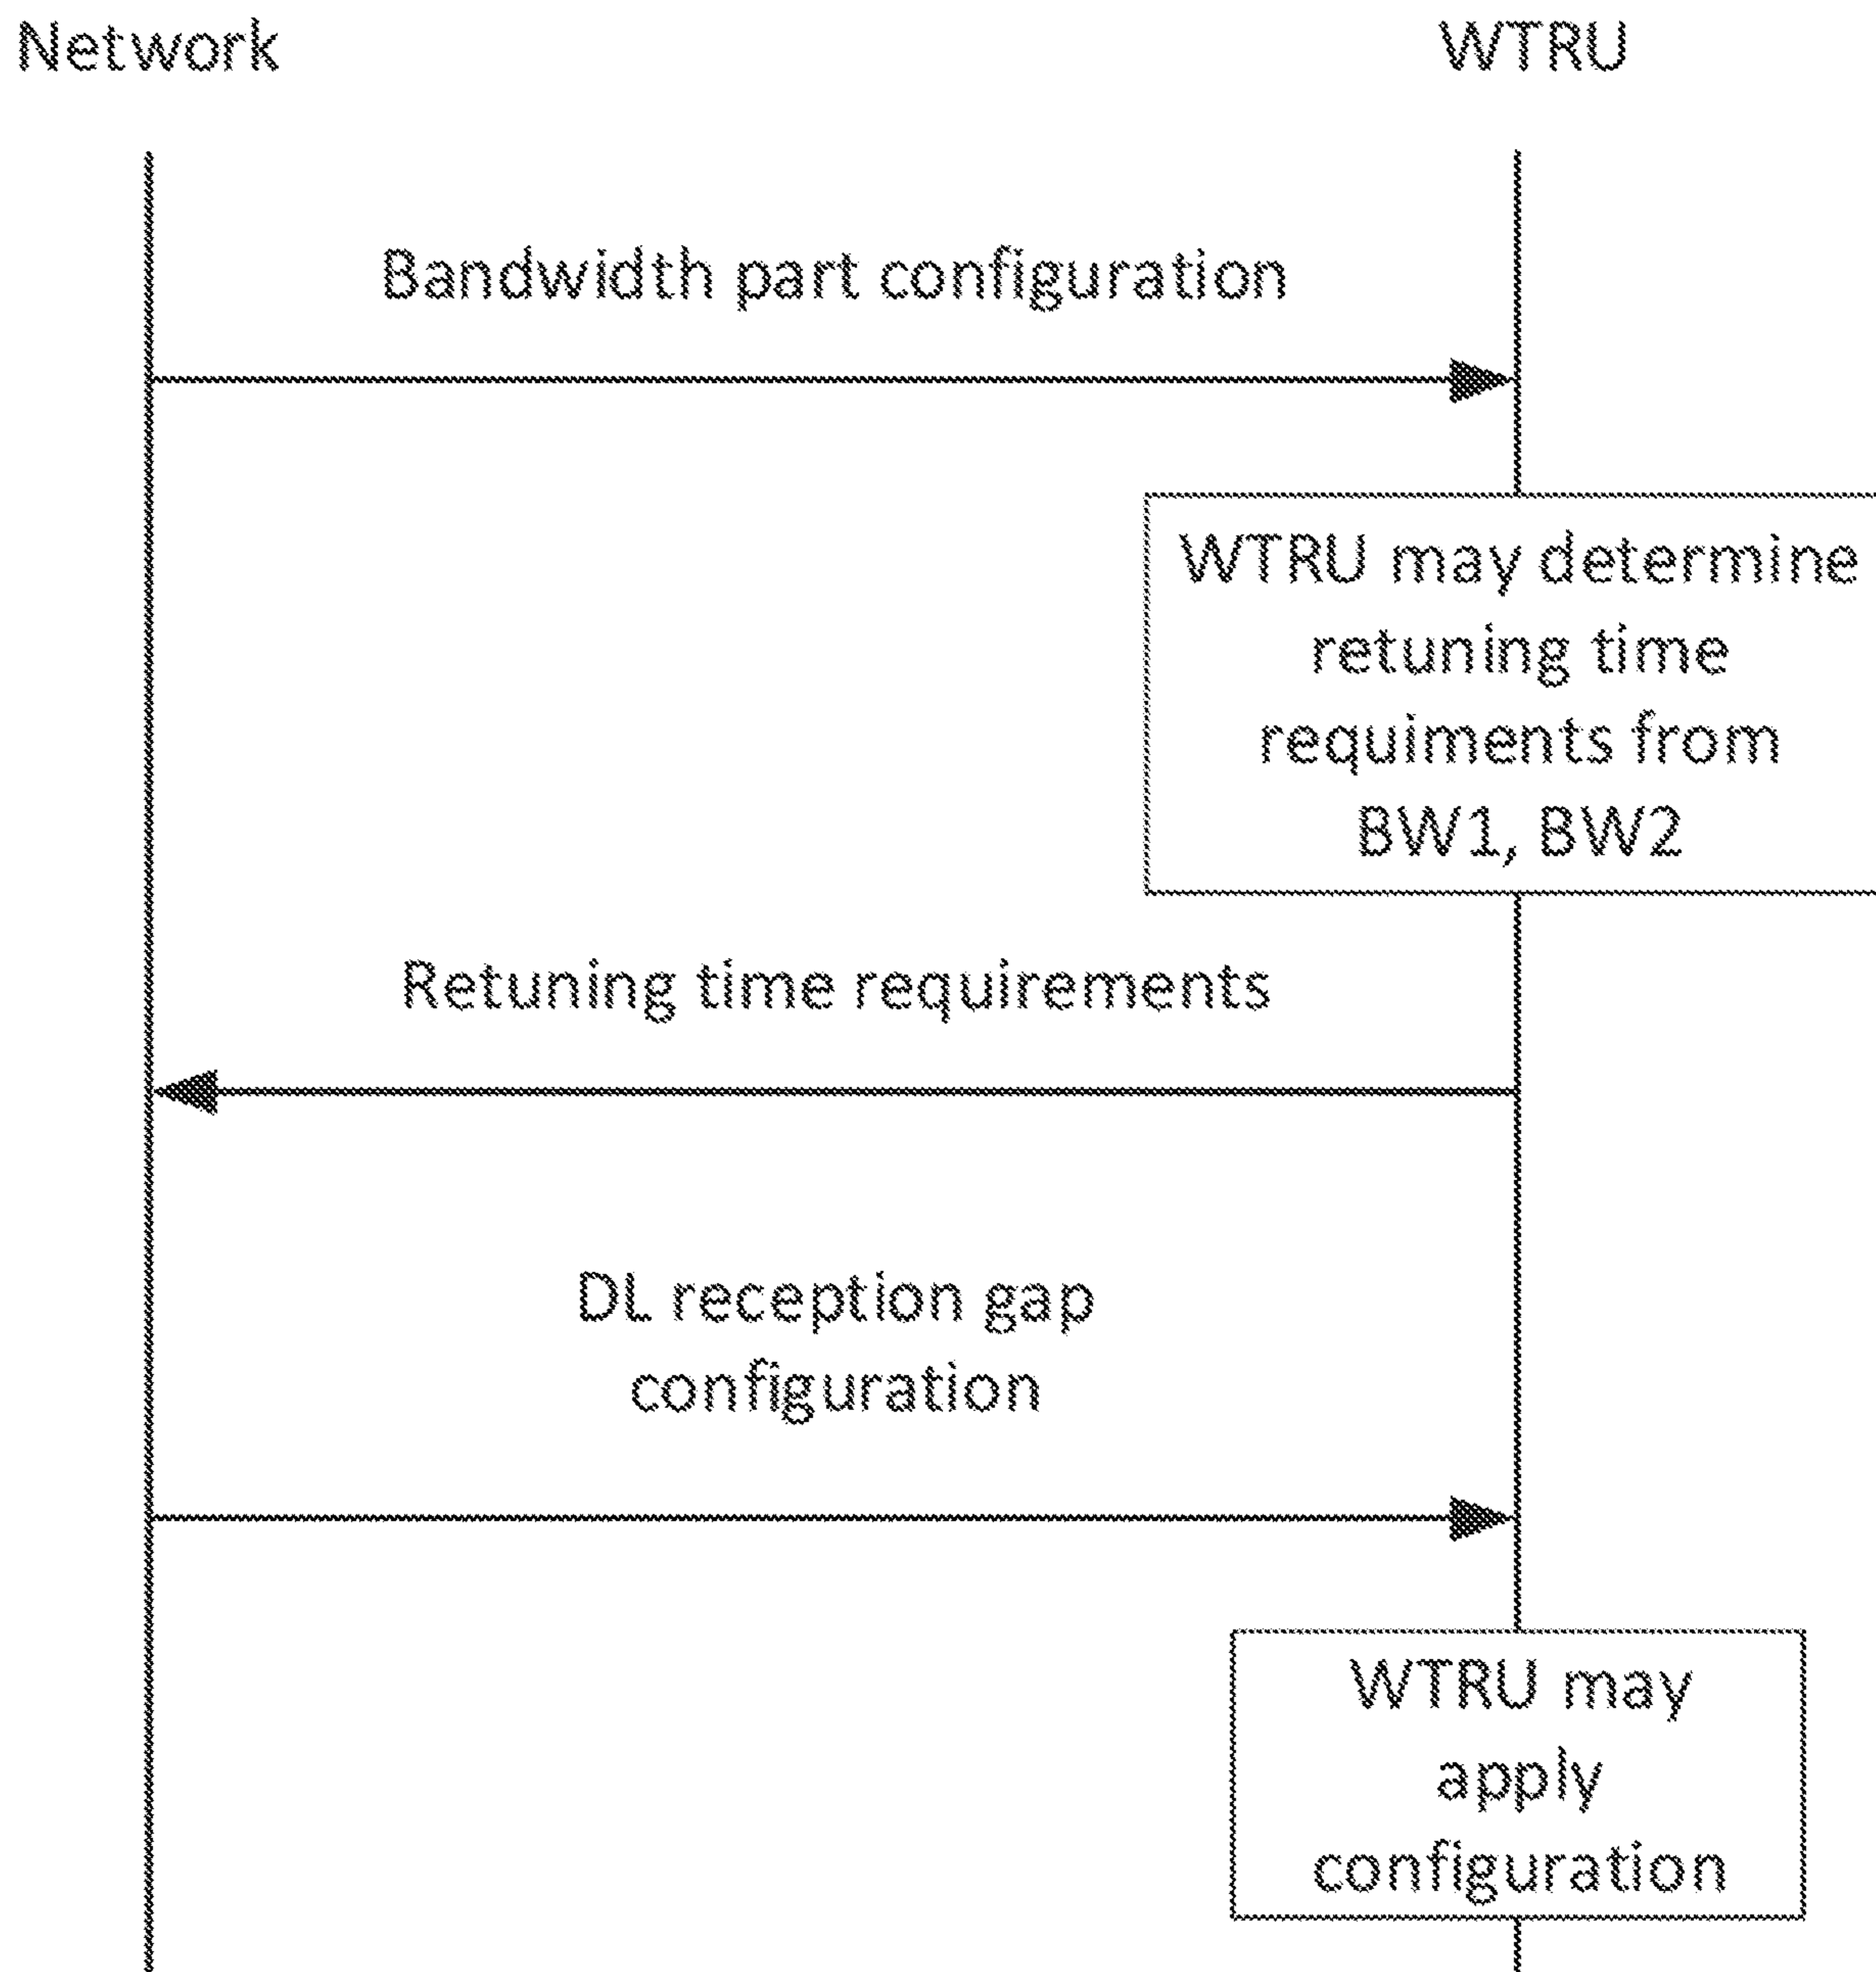 Network
WTRU
Bandwidth part configuration
WTRU may determine
retuning time
requiments from
BW1, BW2
Retuning time requirements
DL reception gap
configuration
WTRU may
apply
configuration